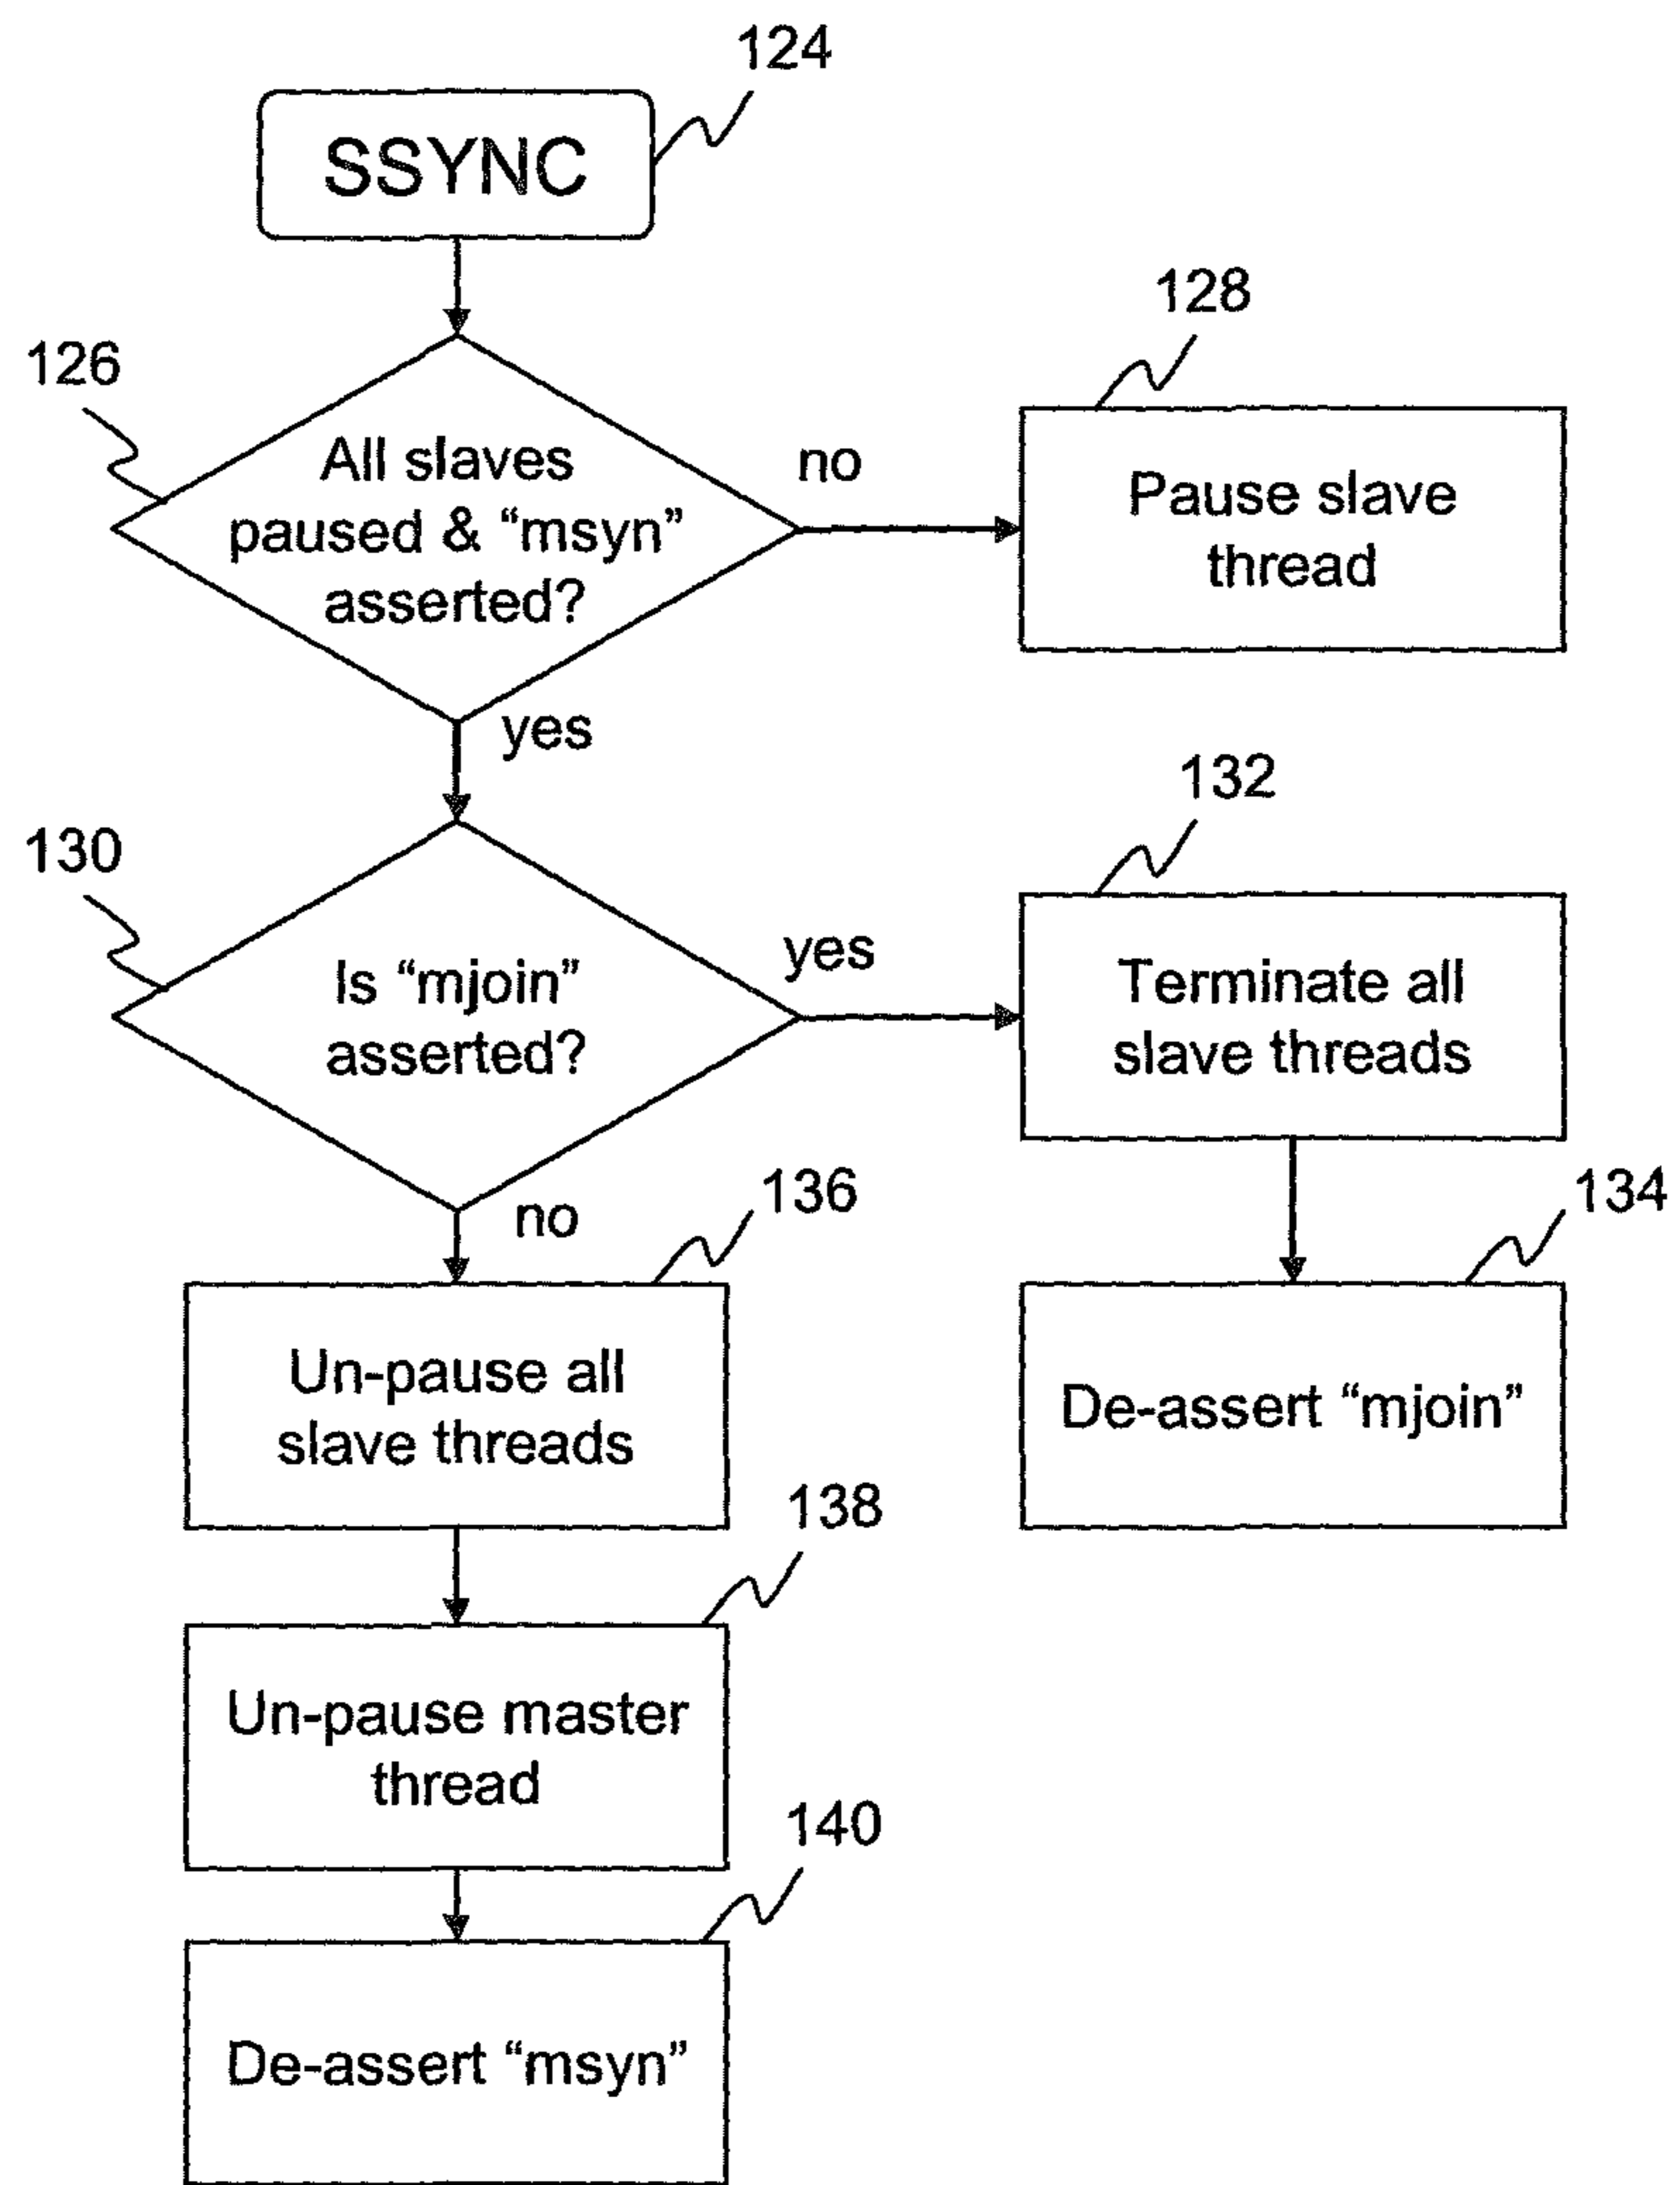 124
SSYNC
126
All slaves
paused & “msyn”
asserted?
no
128
Pause slave
thread
yes
130
Is “mjoin”
asserted?
yes
132
Terminate all
slave threads
no
136
134
Un-pause all
slave threads
De-assert “mjoin”
138
Un-pause master
thread
140
De-assert “msyn”